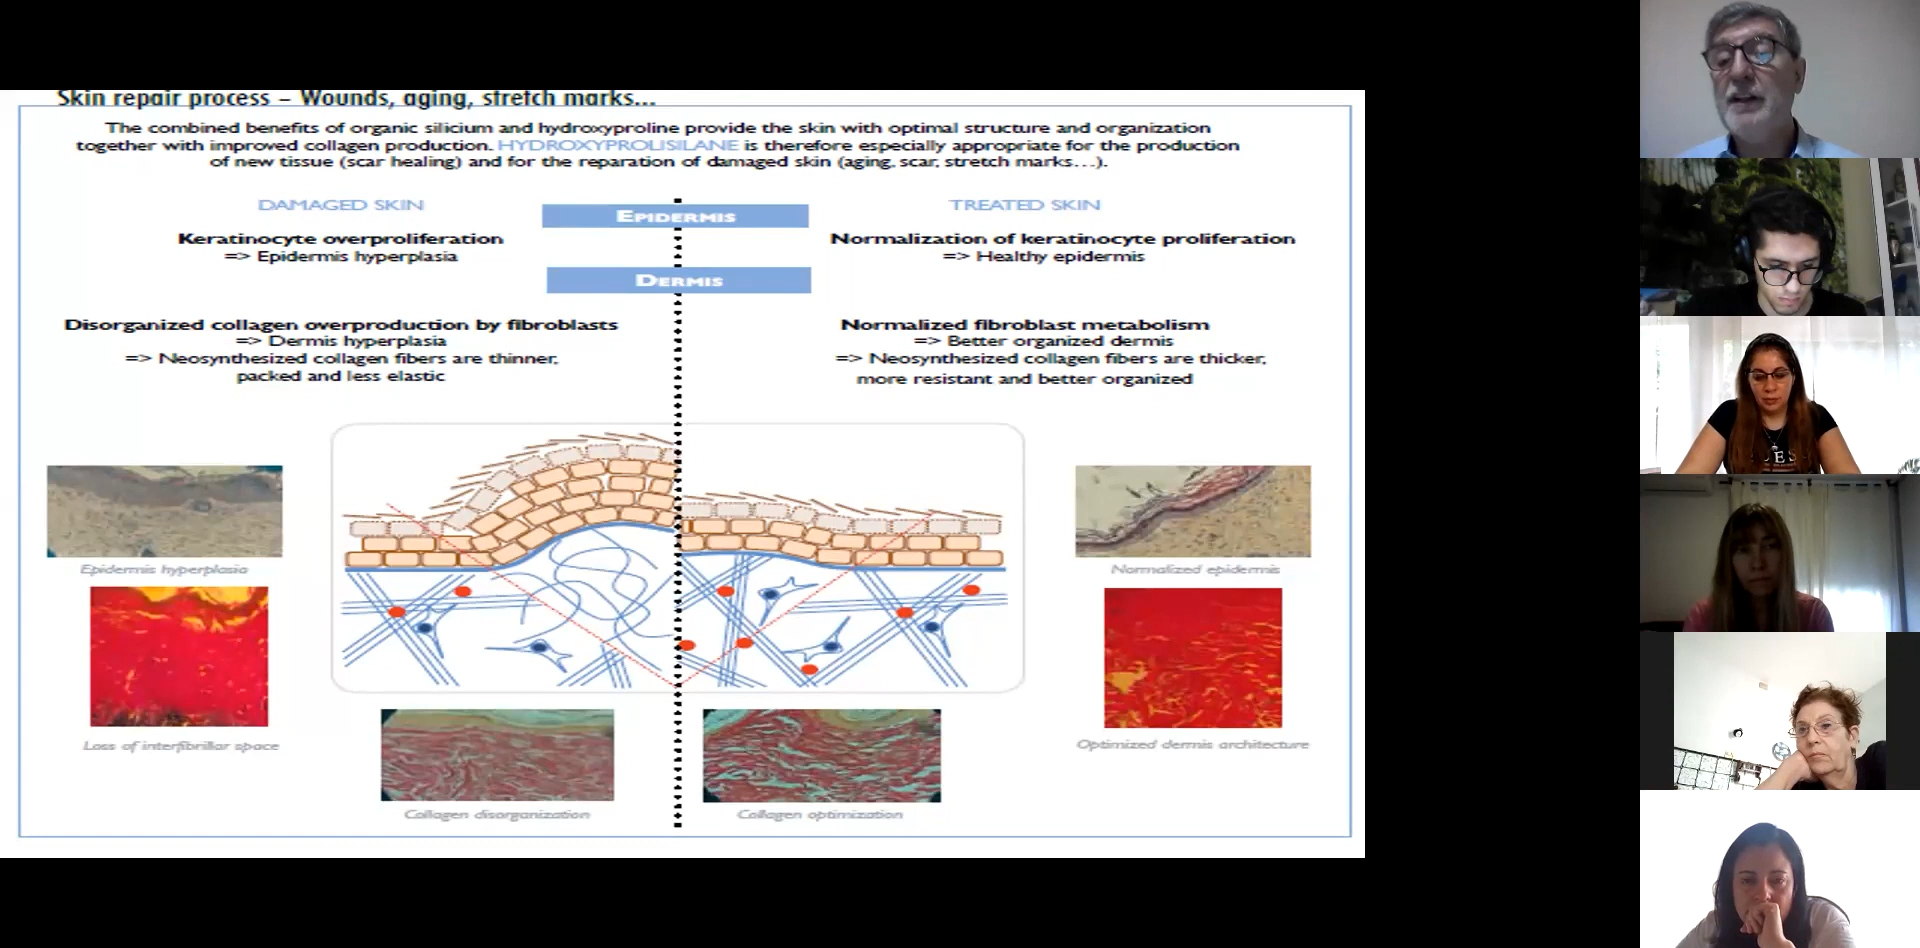 Skin repair process – Wounds, aging, stretch marks...
The combined benefits of organic silicium and hydroxyproline provide the skin with optimal structure and organization
together with improved collagen production. HYDROXYPROLISILANE is therefore especially appropriate for the production
of new tissue (scar healing) and for the reparation of damaged skin (aging, scar, stretch marks...).
DAMAGED SKIN
EPIDERMIS
TREATED SKIN
Keratinocyte overproliferation
=> Epidermis hyperplasia
Normalization of keratinocyte proliferation
=> Healthy epidermis
DERMIS
Disorganized collagen overproduction by fibroblasts
=> Dermis hyperplasia
=> Neosynthesized collagen fibers are thinner,
packed and less elastic
Normalized fibroblast metabolism
=> Better organized dermis
=> Neosynthesized collagen fibers are thicker,
more resistant and better organized
Epidermis hyperplasia
Normalized epidermis
Loss of interfibrillar space
Optimized dermis architecture
Collagen disorganization
Collagen optimization